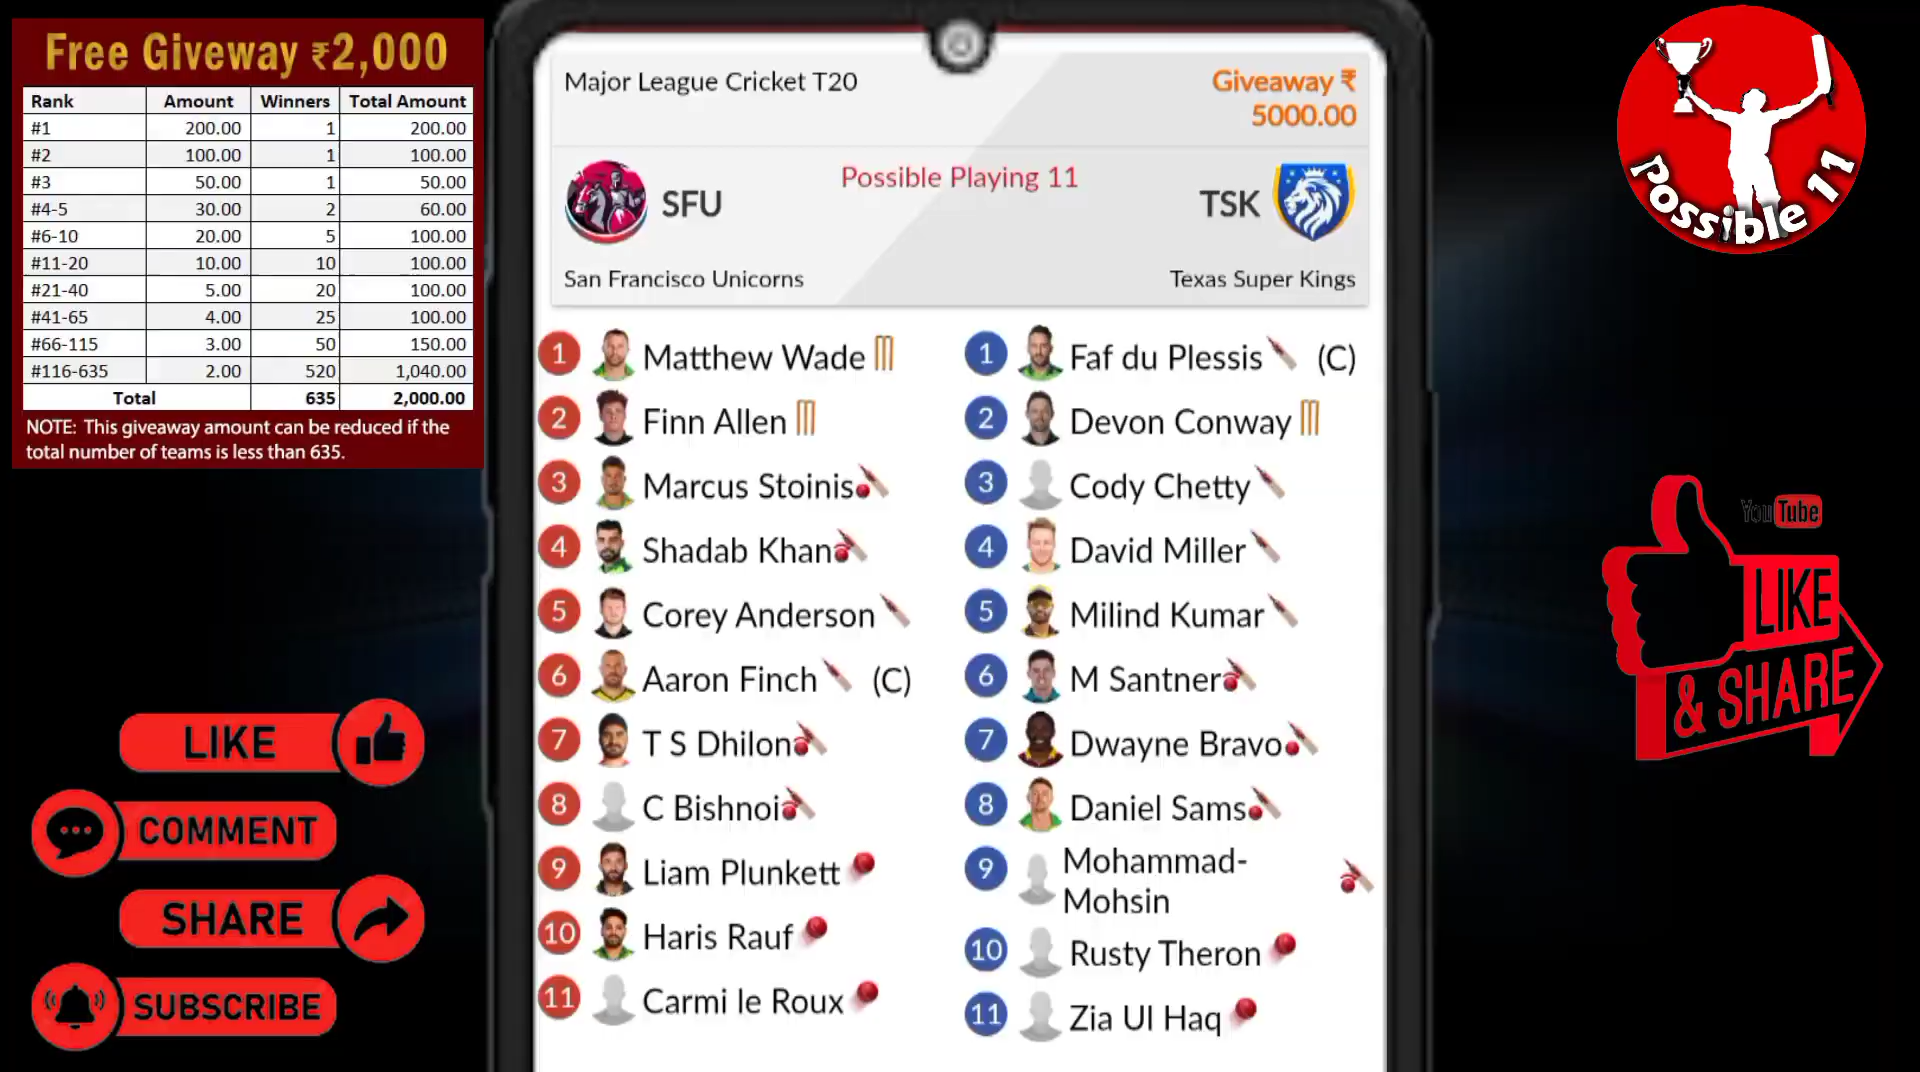 Free Giveway ₹2,000
Rank Amount Winners Total Amount
#1 200.00 1 200.00
#2 100.00 1 100.00
#3 50.00 1 50.00
#4-5 30.00 2 60.00
#6-10 20.00 5 100.00
#11-20 10.00 10 100.00
#21-40 5.00 20 100.00
#41-65 4.00 25 100.00
#66-115 3.00 50 150.00
#116-635 2.00 520 1,040.00
Total 635 2,000.00
NOTE: This giveaway amount can be reduced if the
total number of teams is less than 635.
LIKE
COMMENT
SHARE
SUBSCRIBE
Major League Cricket T20
Giveaway ₹
5000.00
Possible Playing 11
SFU
TSK
San Francisco Unicorns
Texas Super Kings
1 Matthew Wade
2 Finn Allen
3 Marcus Stoinis
4 Shadab Khan
5 Corey Anderson
6 Aaron Finch (C)
7 T S Dhilon
8 C Bishnoi
9 Liam Plunkett
10 Haris Rauf
11 Carmi le Roux
1 Faf du Plessis (C)
2 Devon Conway
3 Cody Chetty
4 David Miller
5 Milind Kumar
6 M Santner
7 Dwayne Bravo
8 Daniel Sams
9 Mohammad-
Mohsin
10 Rusty Theron
11 Zia Ul Haq
Possible 11
YouTube
LIKE
& SHARE